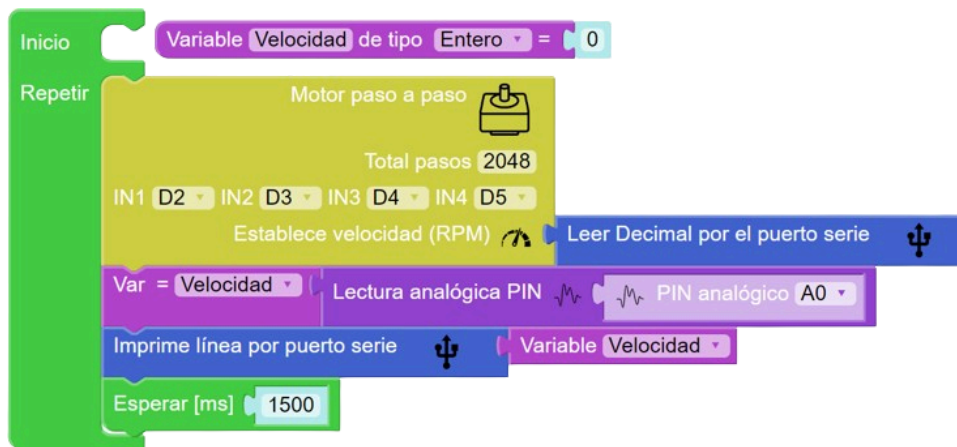 Inicio Variable Velocidad de tipo Entero = 0
Repetir Motor paso a paso
Total pasos 2048
IN1 D2 IN2 D3 IN3 D4 IN4 D5
Establece velocidad (RPM) Leer Decimal por el puerto serie
Var = Velocidad Lectura analógica PIN PIN analógico A0
Imprime línea por puerto serie Variable Velocidad
Esperar [ms] 1500